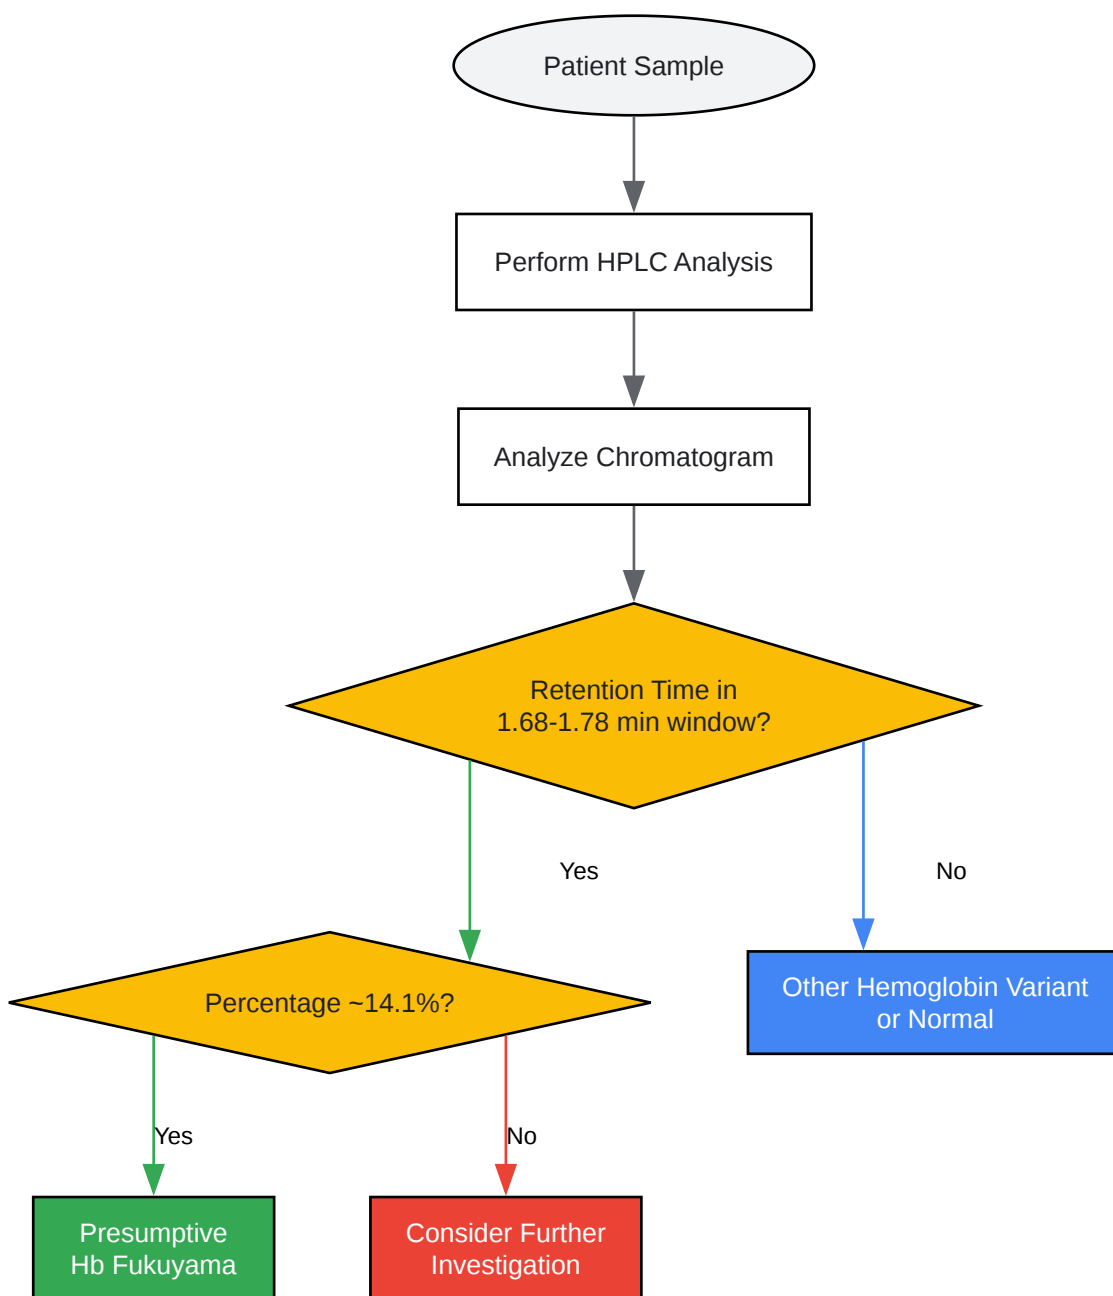 Patient Sample
Perform HPLC Analysis
Analyze Chromatogram
Retention Time in
1.68-1.78 min window?
Yes
No
Percentage ~14.1%?
Other Hemoglobin Variant
or Normal
Yes
No
Presumptive
Hb Fukuyama
Consider Further
Investigation